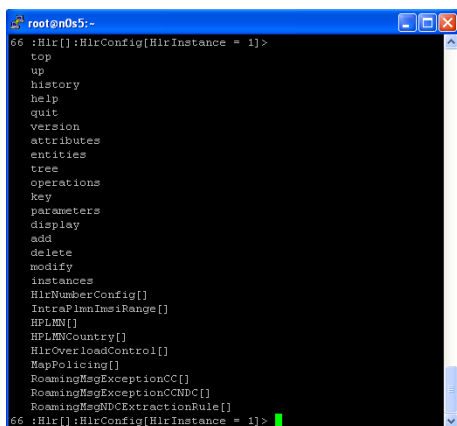 root@n0s5:~
66 :Hlr[]:HlrConfig[HlrInstance = 1]>
top
up
history
help
quit
version
attributes
entities
tree
operations
key
parameters
display
add
delete
modify
instances
HlrNumberConfig[]
IntraPlmnImsiRange[]
HPLMN[]
HPLMNCountry[]
HlrOverloadControl[]
MapPolicing[]
RoamingMsgExceptionCC[]
RoamingMsgExceptionCCNDC[]
RoamingMsgNDCExtractionRule[]
66 :Hlr[]:HlrConfig[HlrInstance = 1]>